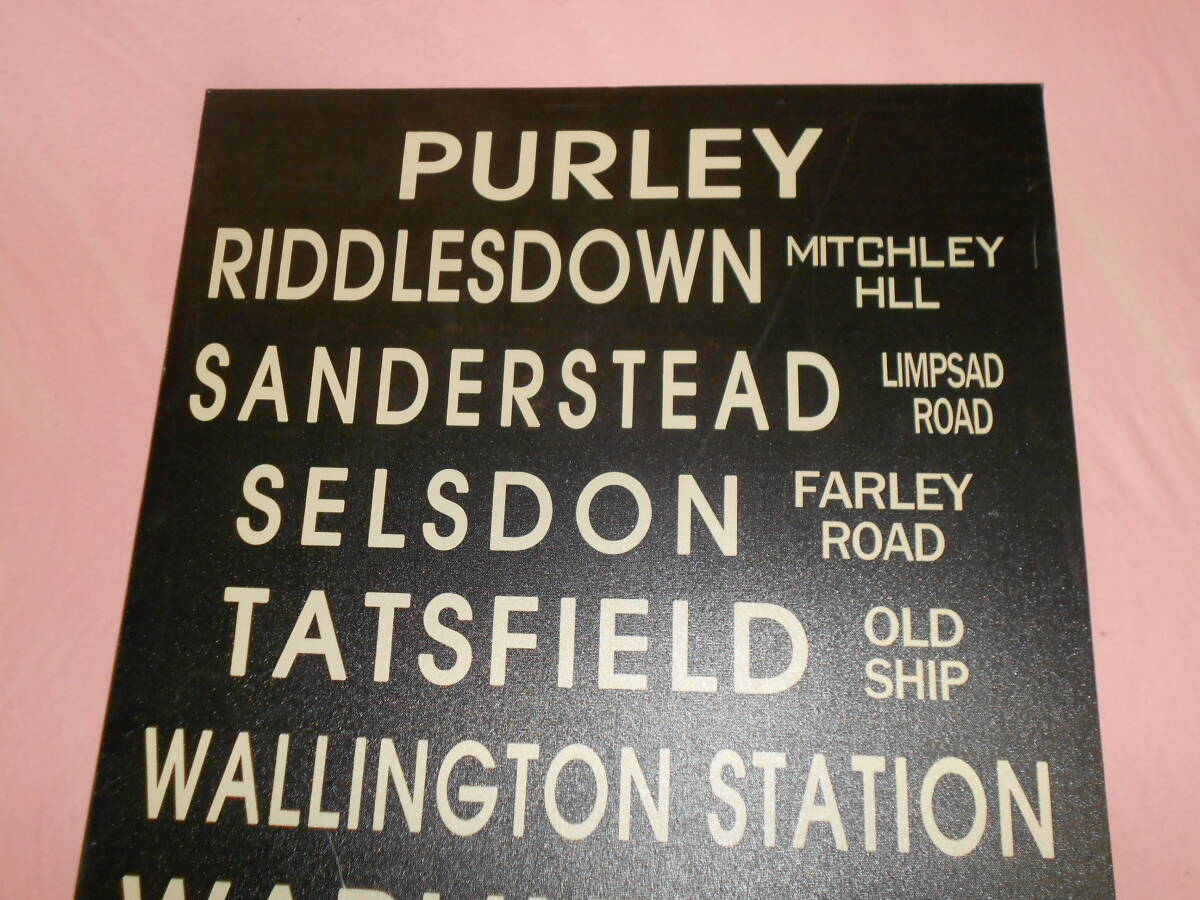 PURLEY
RIDDLESDOWN MITCHLEY HLL
SANDERSTEAD LIMPSAD ROAD
SELSDON FARLEY ROAD
TATSFIELD OLD SHIP
WALLINGTON STATION